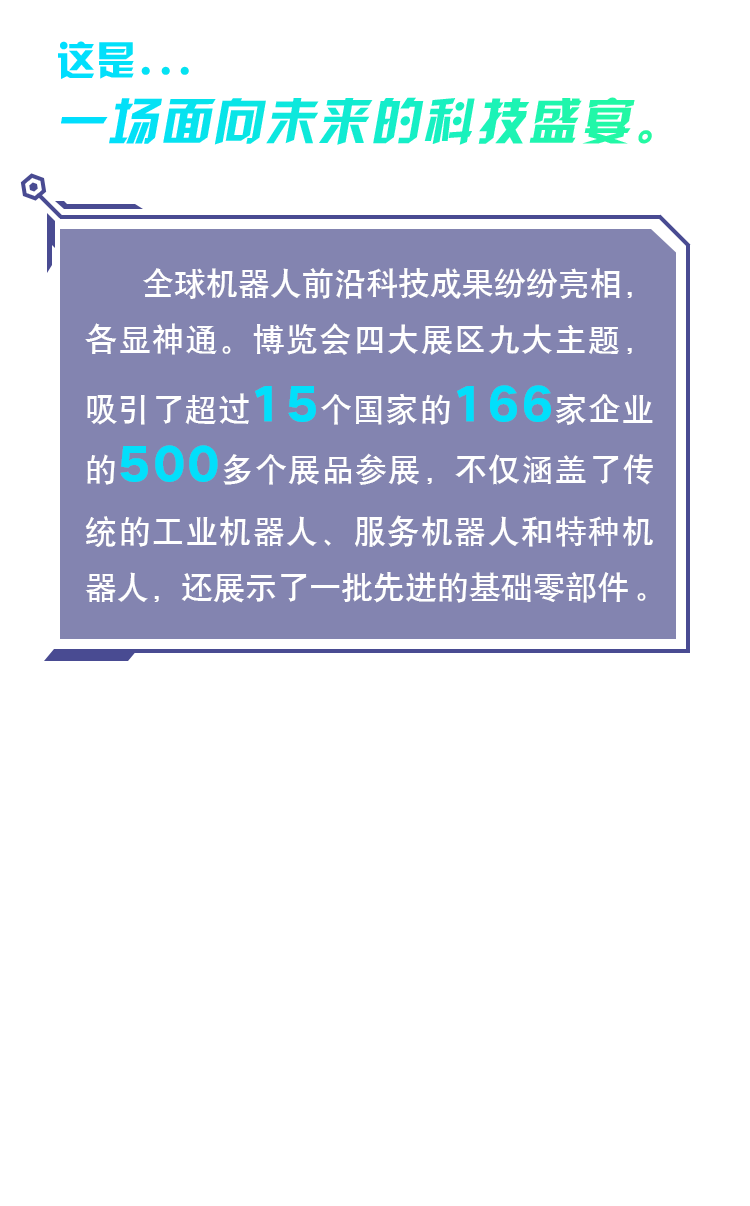 这是...
一场面向未来的科技盛宴。
全球机器人前沿科技成果纷纷亮相，
各显神通。博览会四大展区九大主题，
吸引了超过15个国家的166家企业
的500多个展品参展，不仅涵盖了传
统的工业机器人、服务机器人和特种机
器人，还展示了一批先进的基础零部件。